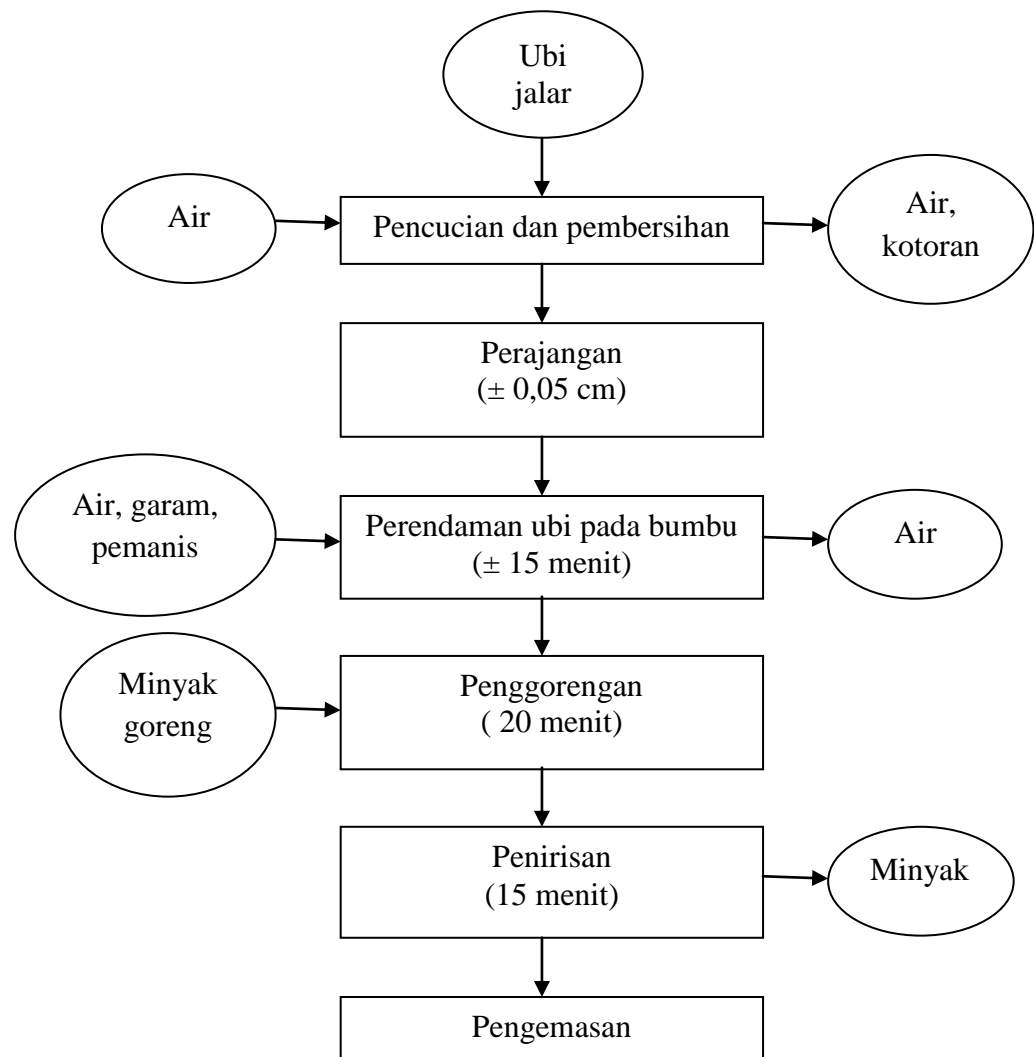 Ubi
jalar
Air
Pencucian dan pembersihan
Air,
kotoran
Perajangan
(± 0,05 cm)
Air, garam,
pemanis
Perendaman ubi pada bumbu
(± 15 menit)
Air
Minyak
goreng
Penggorengan
( 20 menit)
Penirisan
(15 menit)
Minyak
Pengemasan